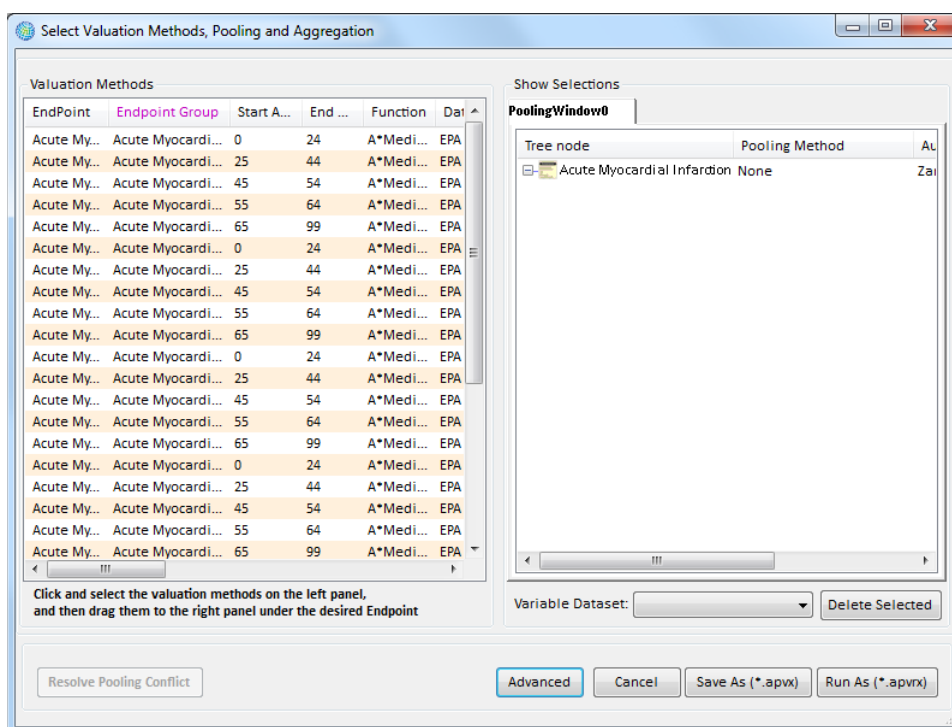 Select Valuation Methods, Pooling and Aggregation
Valuation Methods
EndPoint Endpoint Group Start A... End ... Function Dat
Acute My... Acute Myocardi... 0 24 A*Medi... EPA
Acute My... Acute Myocardi... 25 44 A*Medi... EPA
Acute My... Acute Myocardi... 45 54 A*Medi... EPA
Acute My... Acute Myocardi... 55 64 A*Medi... EPA
Acute My... Acute Myocardi... 65 99 A*Medi... EPA
Acute My... Acute Myocardi... 0 24 A*Medi... EPA
Acute My... Acute Myocardi... 25 44 A*Medi... EPA
Acute My... Acute Myocardi... 45 54 A*Medi... EPA
Acute My... Acute Myocardi... 55 64 A*Medi... EPA
Acute My... Acute Myocardi... 65 99 A*Medi... EPA
Acute My... Acute Myocardi... 0 24 A*Medi... EPA
Acute My... Acute Myocardi... 25 44 A*Medi... EPA
Acute My... Acute Myocardi... 45 54 A*Medi... EPA
Acute My... Acute Myocardi... 55 64 A*Medi... EPA
Acute My... Acute Myocardi... 65 99 A*Medi... EPA
Acute My... Acute Myocardi... 0 24 A*Medi... EPA
Acute My... Acute Myocardi... 25 44 A*Medi... EPA
Acute My... Acute Myocardi... 45 54 A*Medi... EPA
Acute My... Acute Myocardi... 55 64 A*Medi... EPA
Acute My... Acute Myocardi... 65 99 A*Medi... EPA
Click and select the valuation methods on the left panel,
and then drag them to the right panel under the desired Endpoint
Show Selections
PoolingWindow0
Tree node Pooling Method Au
Acute Myocardial Infarction None Zar
Variable Dataset: Delete Selected
Resolve Pooling Conflict Advanced Cancel Save As (*.apvx) Run As (*.apvrx)